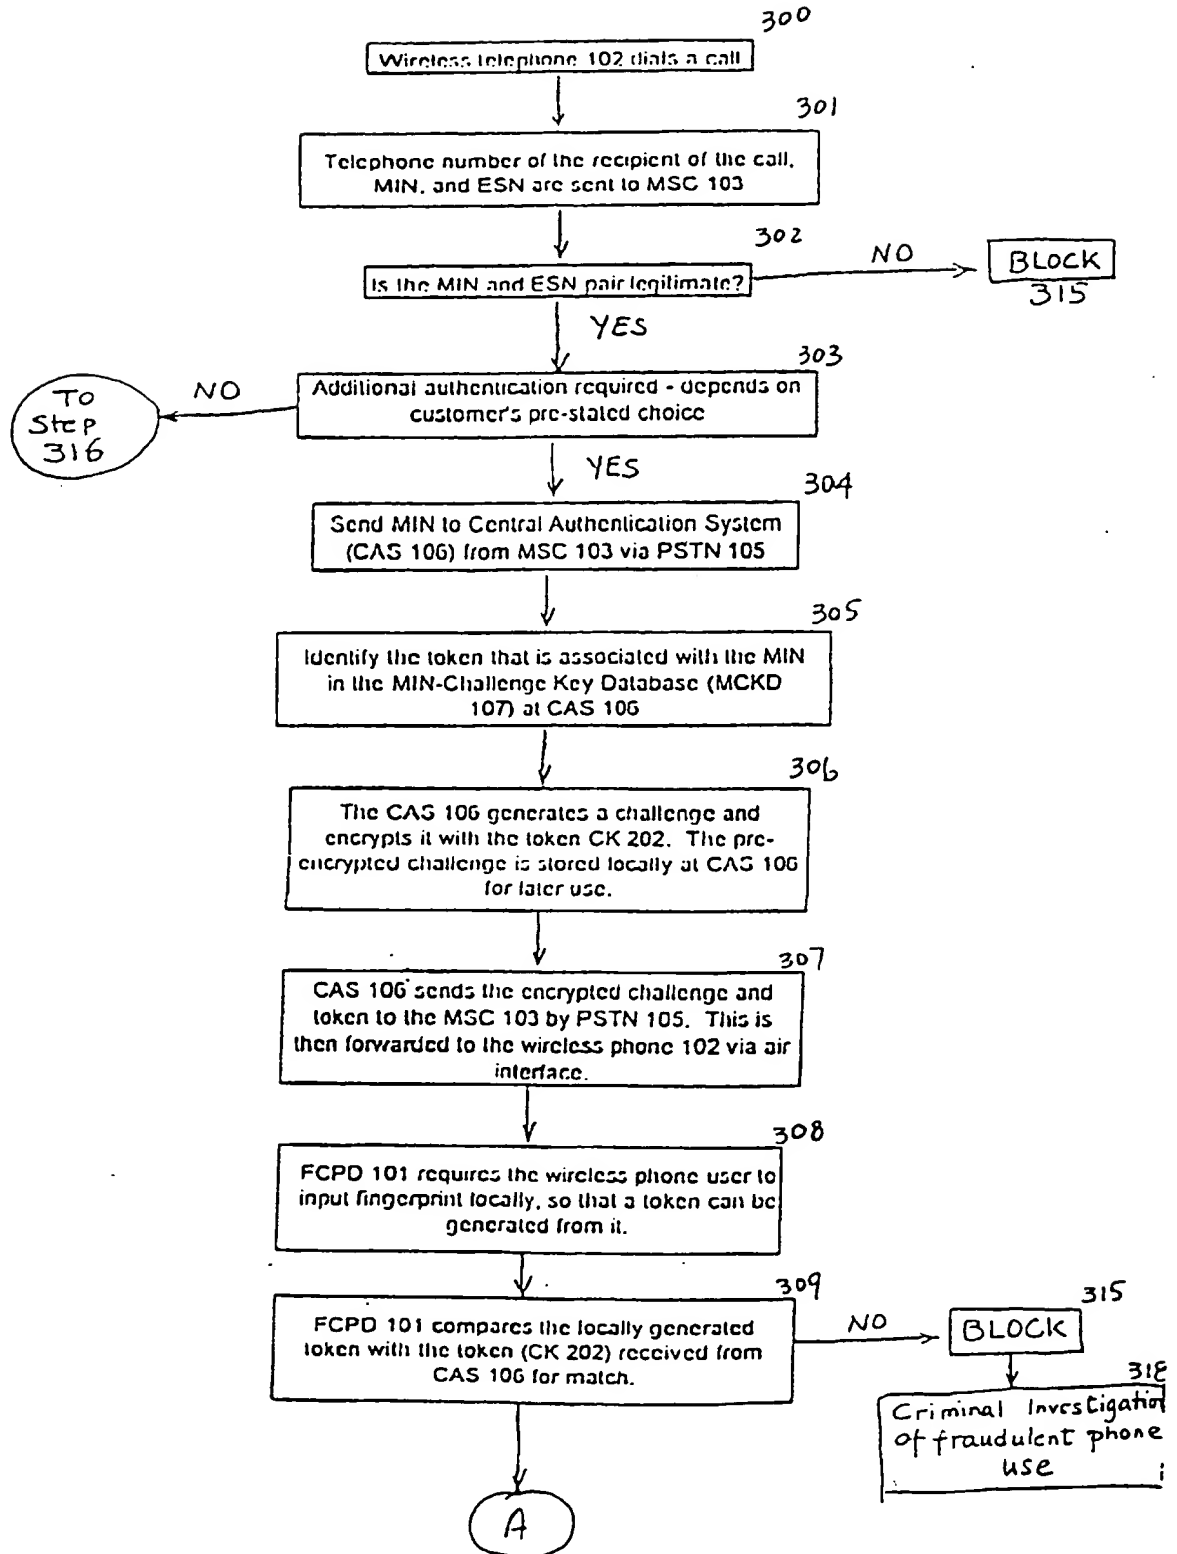 300
Wireless telephone 102 dials a call
301
Telephone number of the recipient of the call,
MIN, and ESN are sent to MSC 103
302
Is the MIN and ESN pair legitimate?
NO
BLOCK
315
YES
303
Additional authentication required - depends on
customer's pre-stated choice
NO
TO
Step
316
YES
304
Send MIN to Central Authentication System
(CAS 106) from MSC 103 via PSTN 105
305
Identify the token that is associated with the MIN
in the MIN-Challenge Key Database (MCKD
107) at CAS 106
306
The CAS 106 generates a challenge and
encrypts it with the token CK 202. The pre-
encrypted challenge is stored locally at CAS 106
for later use.
307
CAS 106 sends the encrypted challenge and
token to the MSC 103 by PSTN 105. This is
then forwarded to the wireless phone 102 via air
interface.
308
FCPD 101 requires the wireless phone user to
input fingerprint locally, so that a token can be
generated from it.
309
FCPD 101 compares the locally generated
token with the token (CK 202) received from
CAS 106 for match.
NO
315
BLOCK
Criminal Investigation
of fraudulent phone
use
A